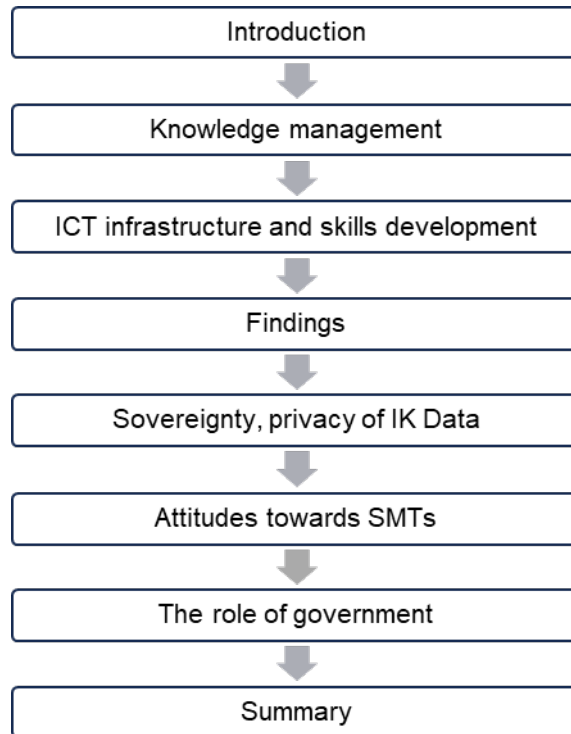 Introduction
Knowledge management
ICT infrastructure and skills development
Findings
Sovereignty, privacy of IK Data
Attitudes towards SMTs
The role of government
Summary